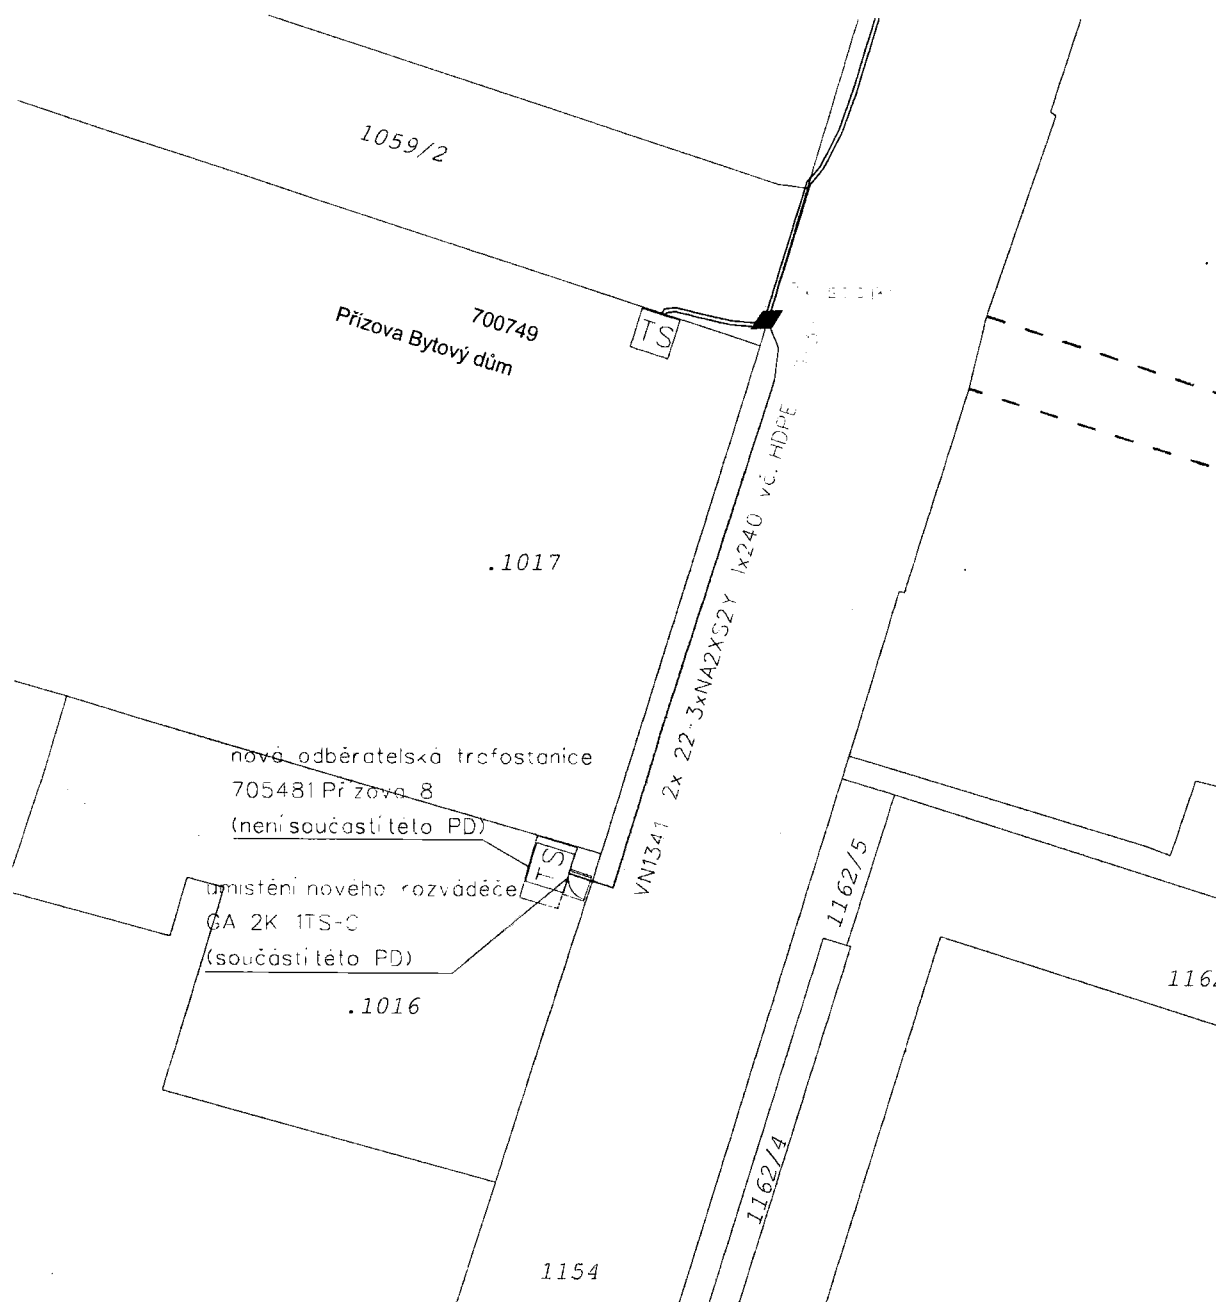 1059/2
700749
Přízova Bytový dům
TS
.1017
VN1341 2x 22-3xNA2XS2Y 1x240 vč. HDPE
nová odběratelská trafostanice
705481 Přízova 8
(není součástí této PD)
TS
umístění nového rozváděče
GA 2K 1TS-C
(součástí této PD)
.1016
1162/5
1162
1162/4
1154